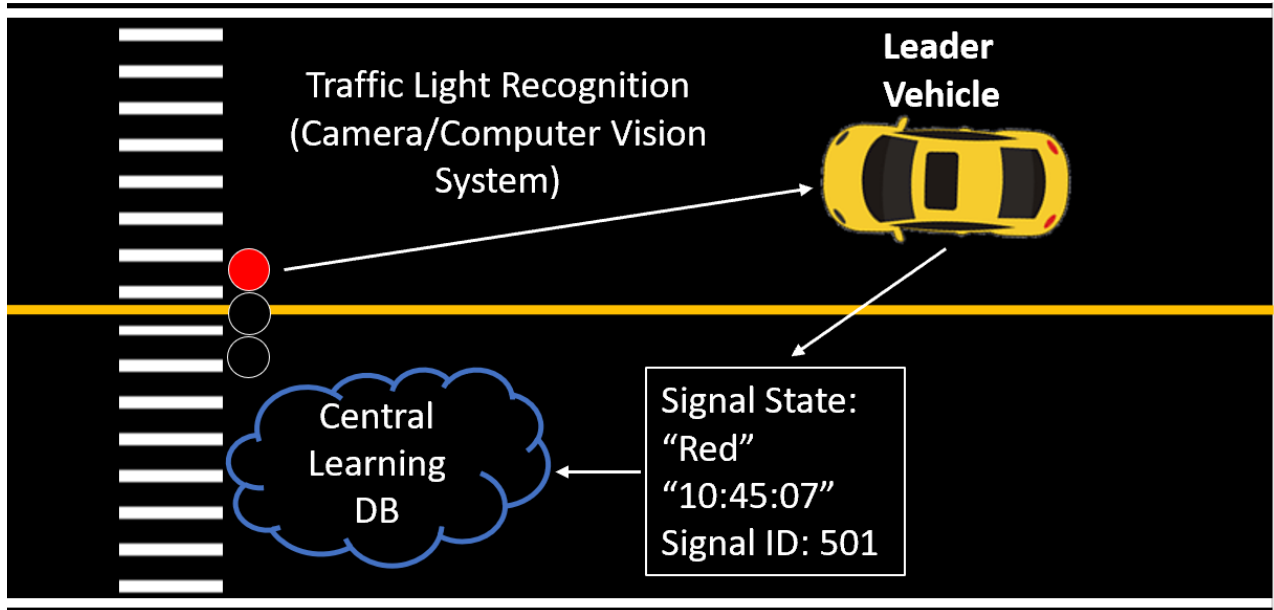 Traffic Light Recognition
(Camera/Computer Vision
System)
Leader
Vehicle
Central
Learning
DB
Signal State:
“Red”
“10:45:07”
Signal ID: 501